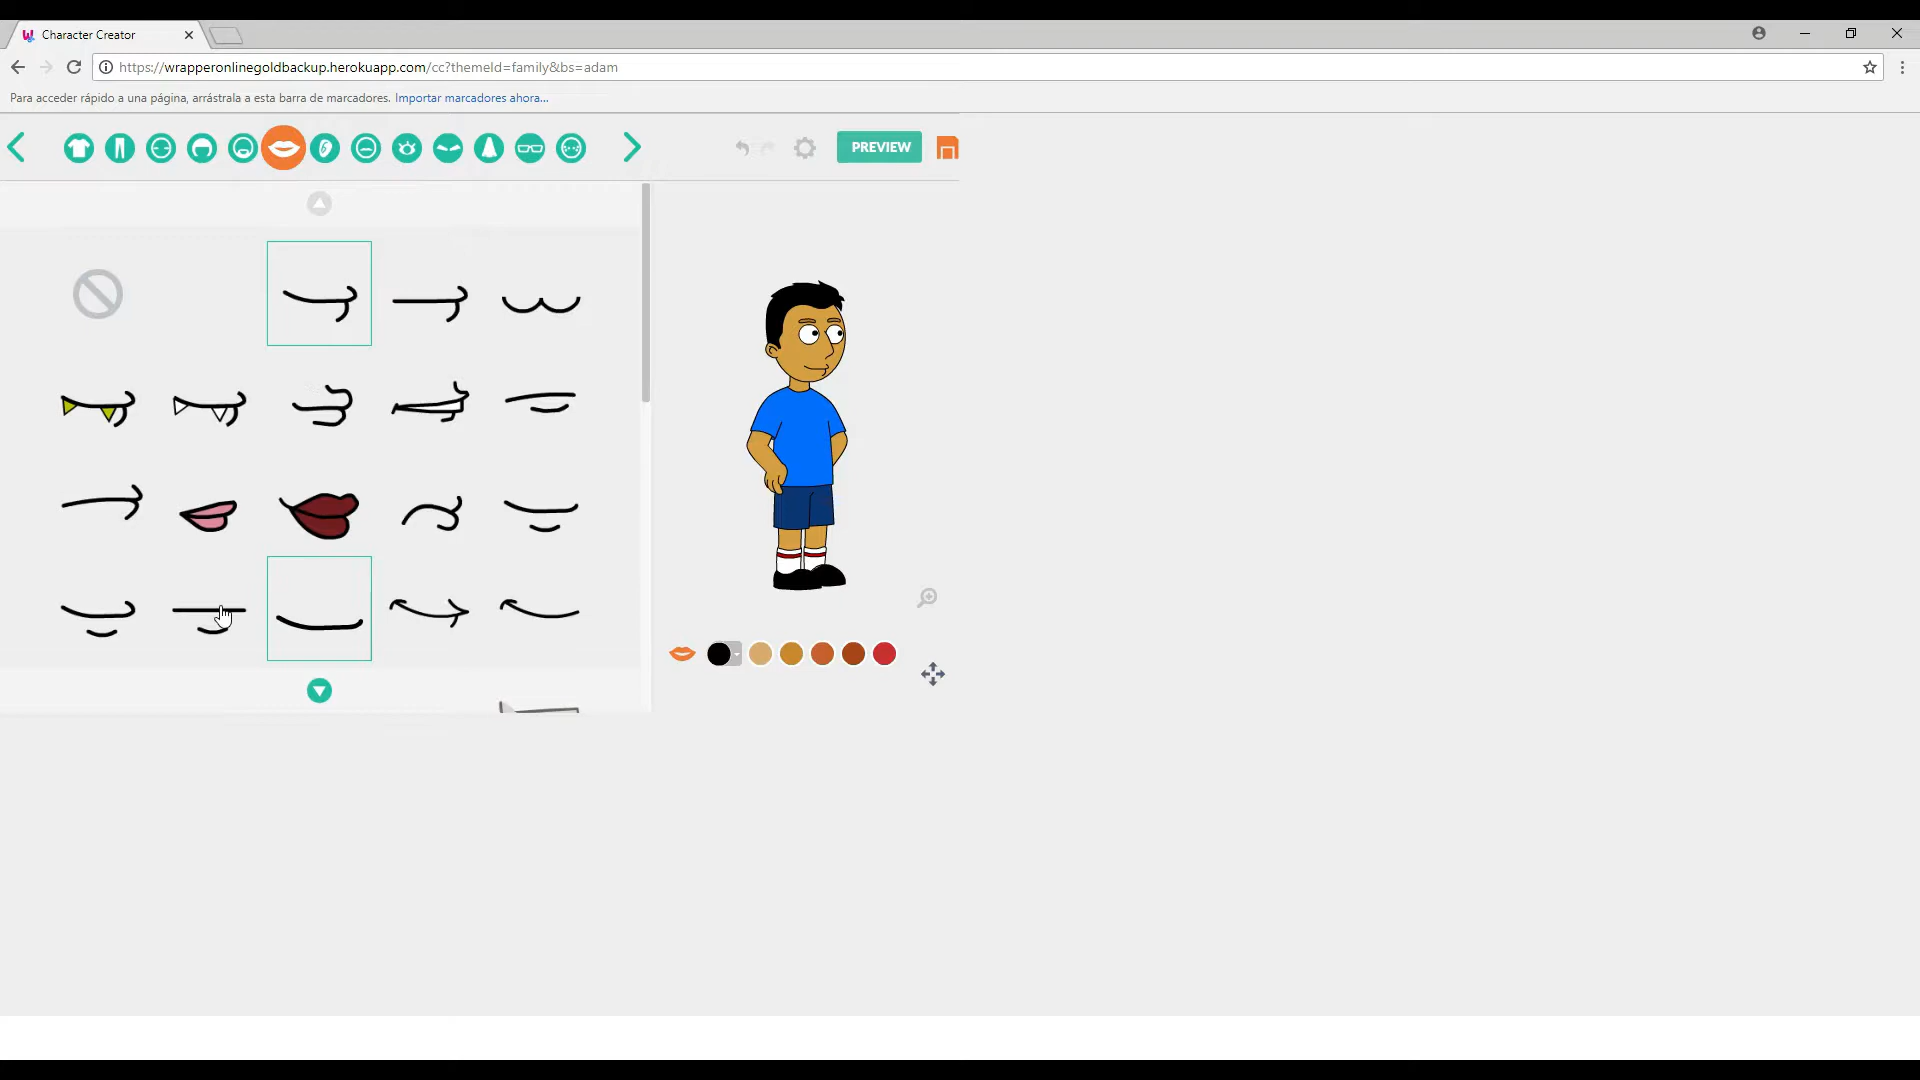 Character Creator
https://wrapperonlinegoldbackup.herokuapp.com/cc?themeId=family&bs=adam
Para acceder rápido a una página, arrástrala a esta barra de marcadores. Importar marcadores ahora...
PREVIEW